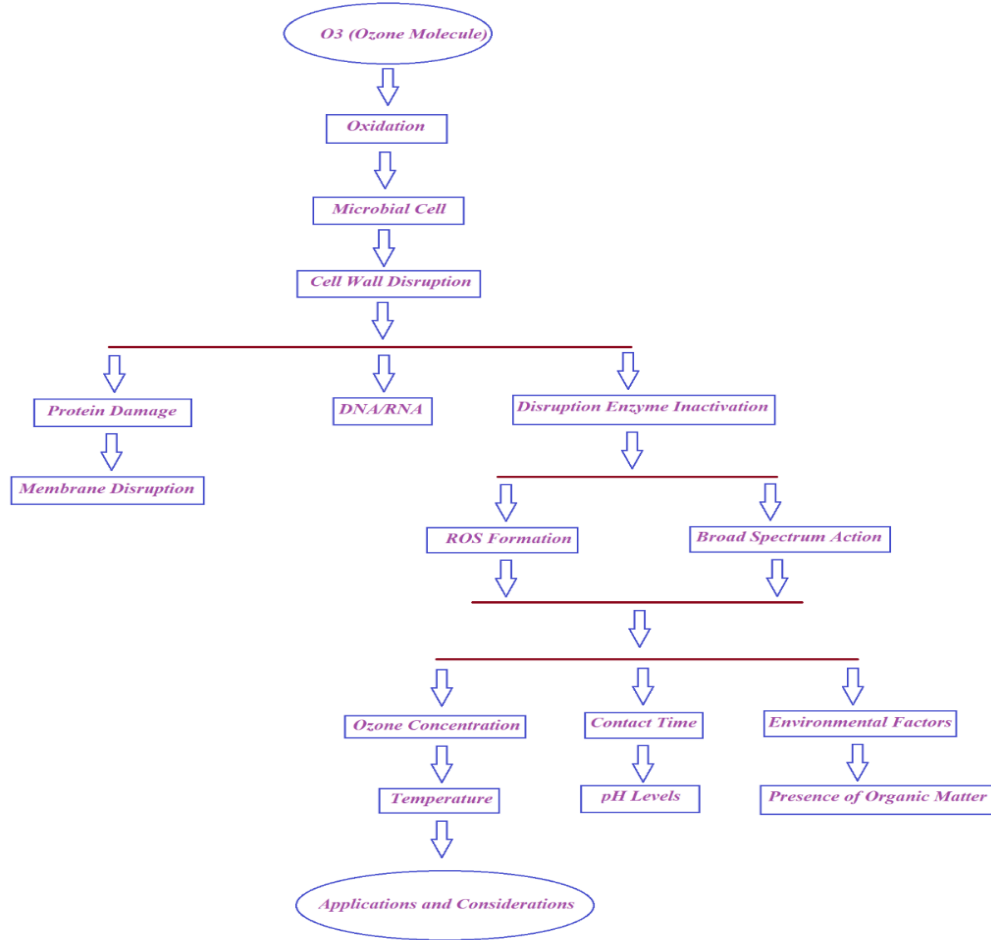 O3 (Ozone Molecule)
Oxidation
Microbial Cell
Cell Wall Disruption
Protein Damage
DNA/RNA
Disruption Enzyme Inactivation
Membrane Disruption
ROS Formation
Broad Spectrum Action
Ozone Concentration
Contact Time
Environmental Factors
Temperature
pH Levels
Presence of Organic Matter
Applications and Considerations